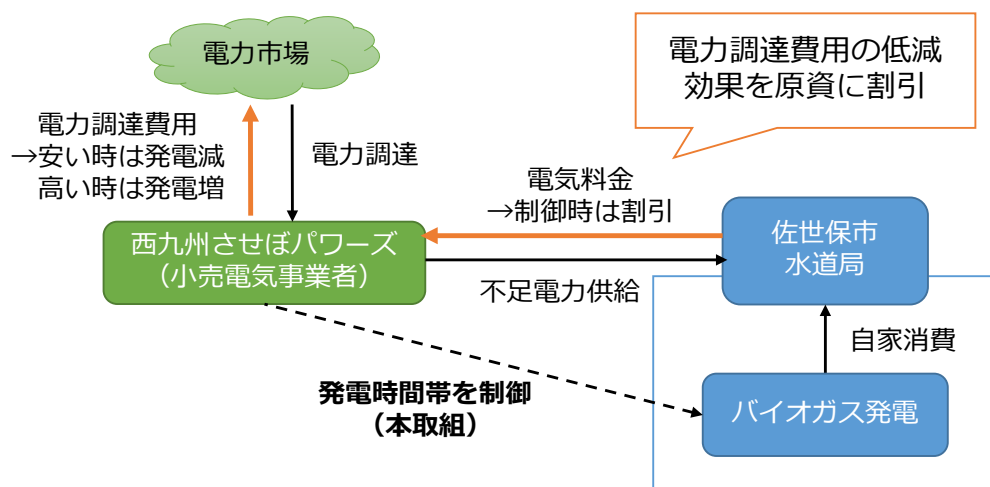 電力市場
電力調達費用の低減
効果を原資に割引
電力調達費用
→安い時は発電減
高い時は発電増
電力調達
電気料金
→制御時は割引
西九州させぼパワーズ
(小売電気事業者)
佐世保市
水道局
不足電力供給
自家消費
発電時間帯を制御
(本取組)
バイオガス発電